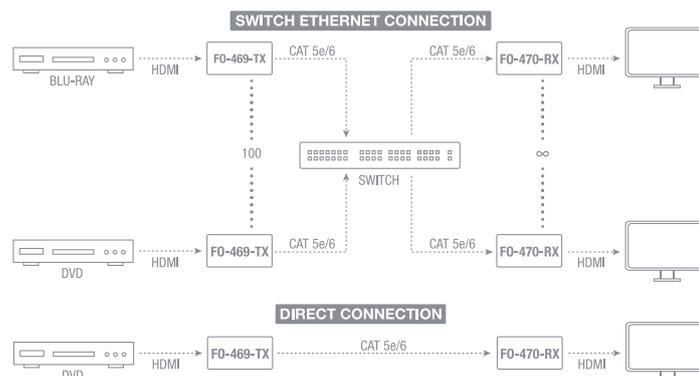 SWITCH ETHERNET CONNECTION
FO-469-TX CAT 5e/6 CAT 5e/6 FO-470-RX
HDMI HDMI
BLU-RAY
100 ∞
SWITCH
FO-469-TX CAT 5e/6 CAT 5e/6 FO-470-RX
HDMI HDMI
DVD
DIRECT CONNECTION
FO-469-TX CAT 5e/6 FO-470-RX
HDMI HDMI
DVD